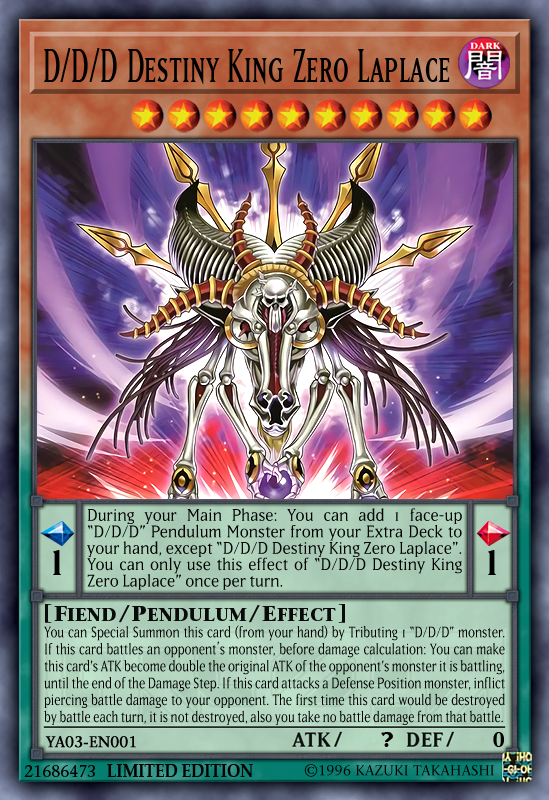 D/D/D Destiny King Zero Laplace
DARK
闇
During your Main Phase: You can add 1 face-up
"D/D/D" Pendulum Monster from your Extra Deck to
your hand, except "D/D/D Destiny King Zero Laplace".
You can only use this effect of "D/D/D Destiny King
Zero Laplace" once per turn.
1
1
[Fiend/Pendulum/Effect]
You can Special Summon this card (from your hand) by Tributing 1 "D/D/D" monster.
If this card battles an opponent's monster, before damage calculation: You can make
this card's ATK become double the original ATK of the opponent's monster it is battling,
until the end of the Damage Step. If this card attacks a Defense Position monster, inflict
piercing battle damage to your opponent. The first time this card would be destroyed
by battle each turn, it is not destroyed, also you take no battle damage from that battle.
YA03-EN001
ATK/ ? DEF/ 0
21686473 LIMITED EDITION ©1996 KAZUKI TAKAHASHI